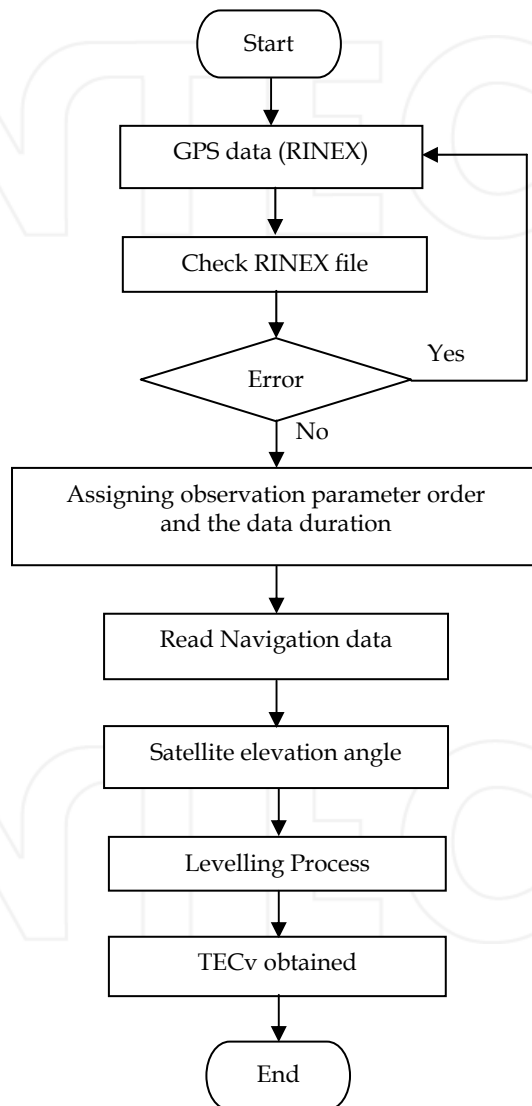 Start
GPS data (RINEX)
Check RINEX file
Yes
Error
No
Assigning observation parameter order
and the data duration
Read Navigation data
Satellite elevation angle
Levelling Process
TECv obtained
End